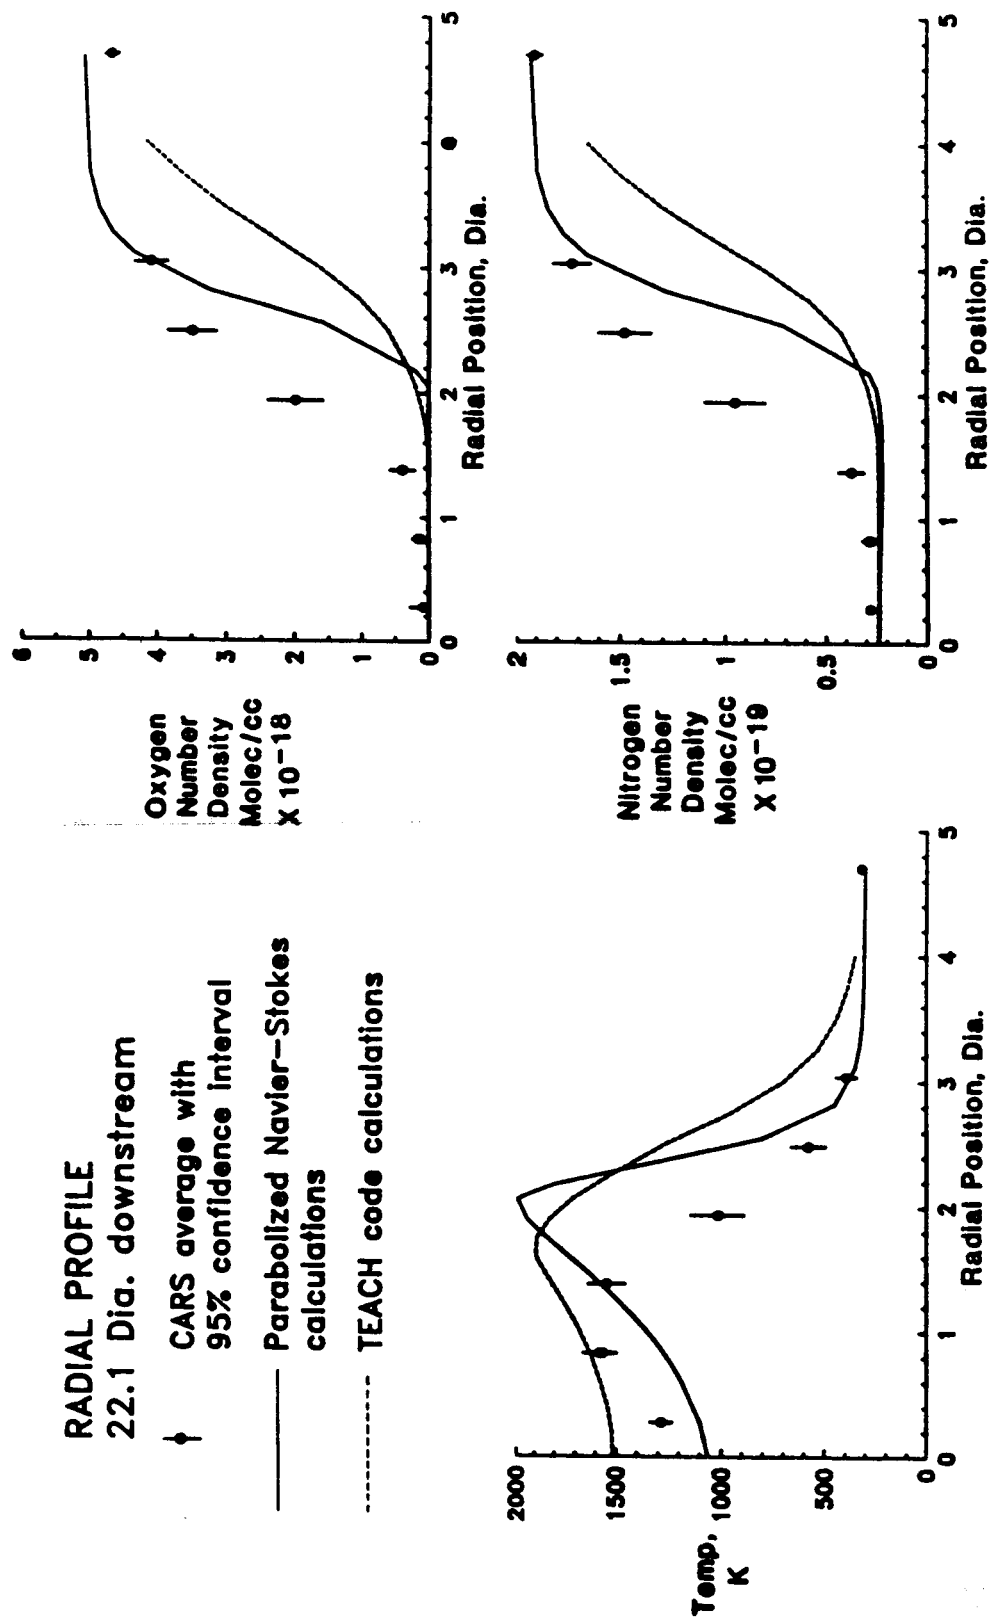 RADIAL PROFILE
22.1 Dia. downstream
CARS average with
95% confidence interval
Parabolized Navier-Stokes
calculations
TEACH code calculations
Oxygen
Number
Density
Molec/cc
X 10-18
6
5
4
3
2
1
0
0 1 2 3 0 5
Radial Position, Dia.
Temp,
K
2000
1500
1000
500
0
0 1 2 3 4 5
Radial Position, Dia.
Nitrogen
Number
Density
Molec/cc
X 10-19
2
1.5
1
0.5
0
0 1 2 3 4 5
Radial Position, Dia.